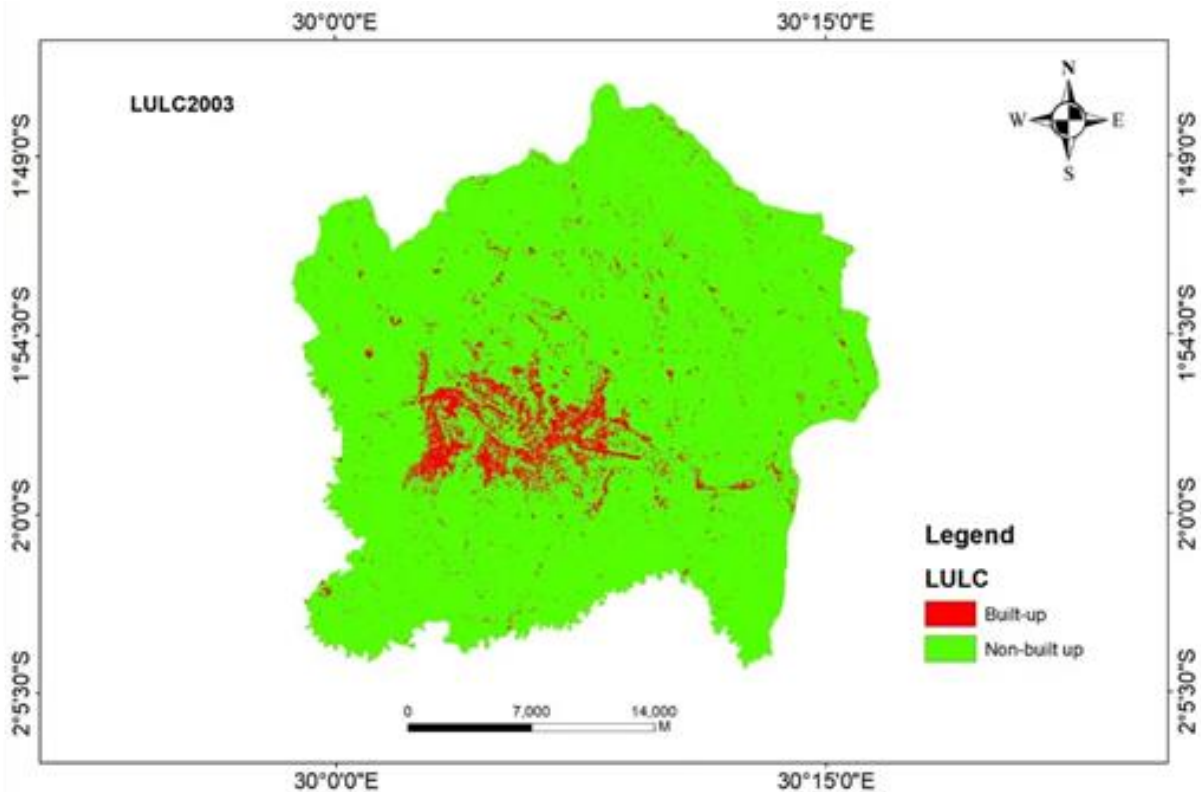 30°0'0"E 30°15'0"E
LULC2003
N
W E
S
1°49'0"S 1°49'0"S
1°54'30"S 1°54'30"S
2°0'0"S 2°0'0"S
Legend
LULC
Built-up
Non-built up
2°5'30"S 2°5'30"S
0 7,000 14,000
M
30°0'0"E 30°15'0"E